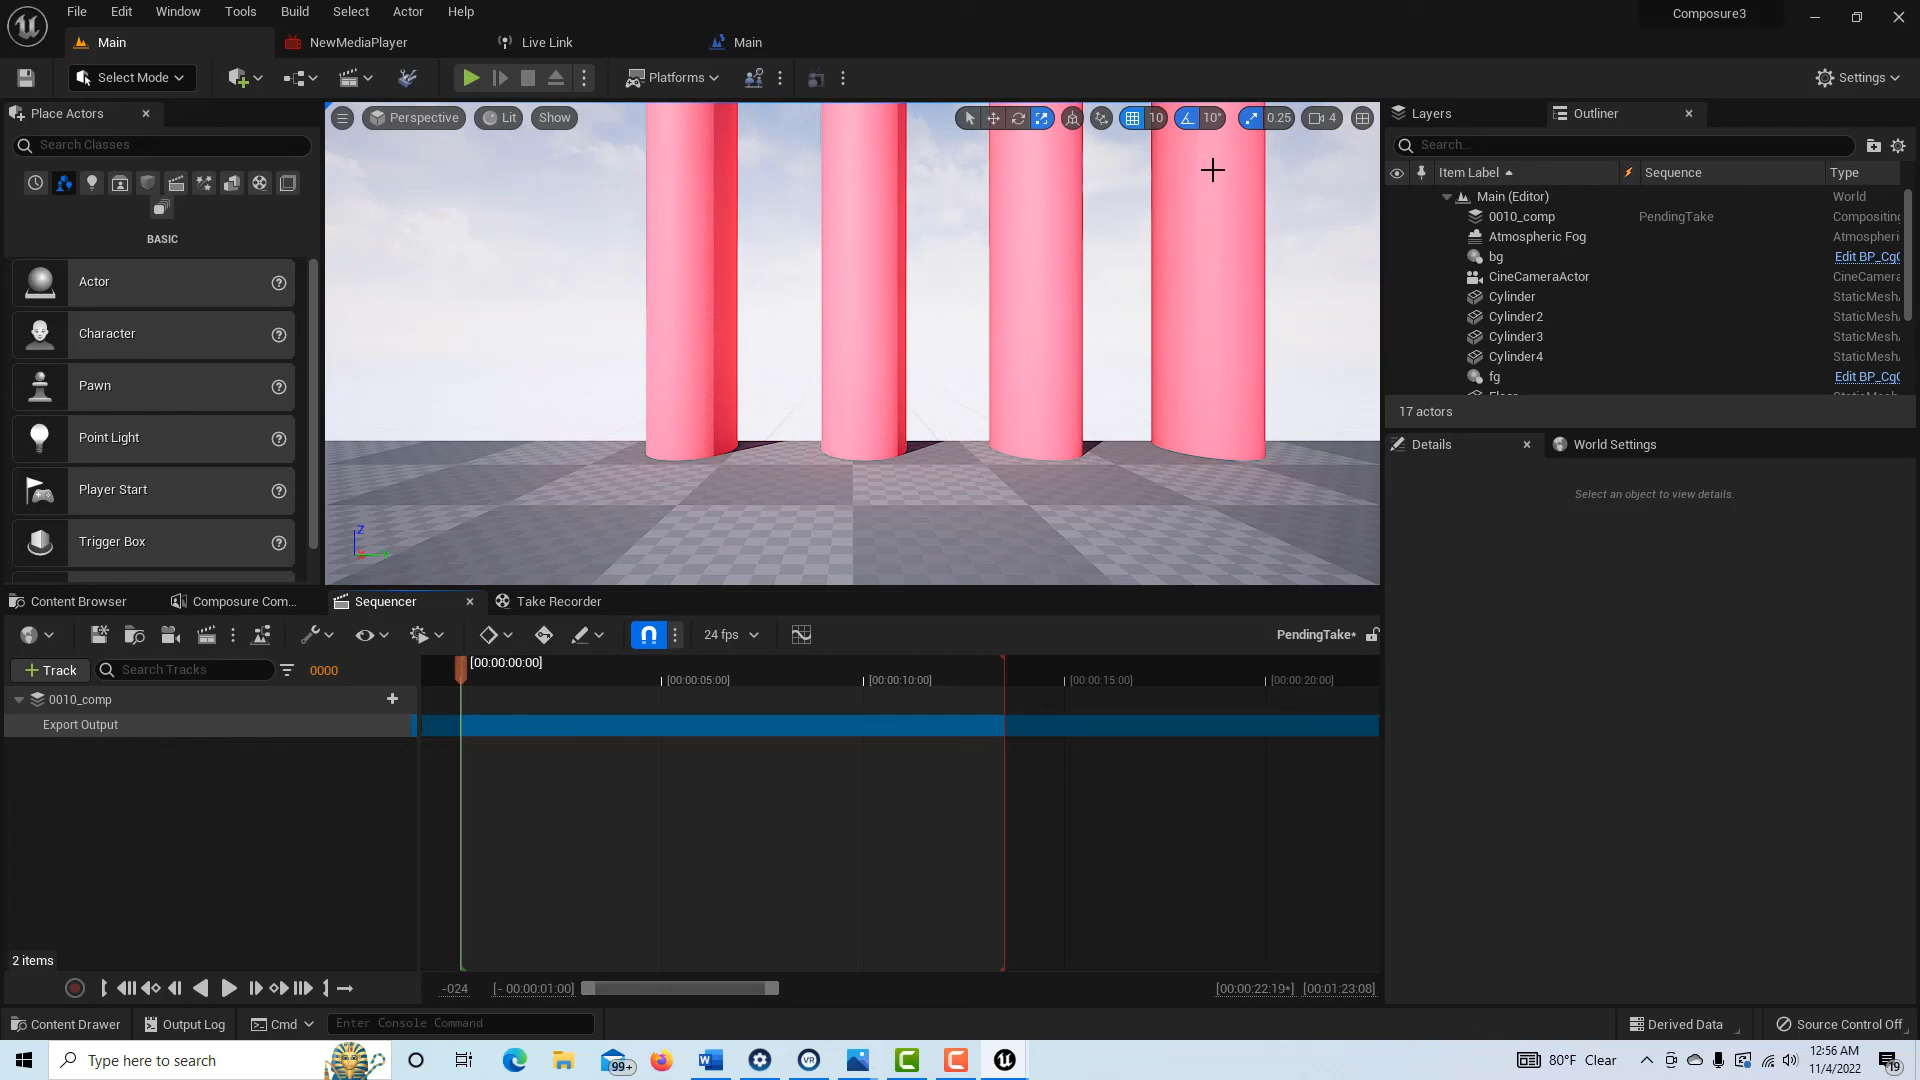 File Edit Window Tools Build Select Actor Help
Composure3
Main NewMediaPlayer Live Link Main
Select Mode Platforms Settings
Place Actors
Search Classes
BASIC
Actor
Character
Pawn
Point Light
Player Start
Trigger Box
Perspective Lit Show
10 10° 0.25 4
Z
Layers Outliner
Search...
Item Label Sequence Type
Main (Editor) World
0010_comp PendingTake Compositing
Atmospheric Fog Atmospheri
bg Edit BP_Cg
CineCameraActor CineCamera
Cylinder StaticMesh
Cylinder2 StaticMesh
Cylinder3 StaticMesh
Cylinder4 StaticMesh
fg Edit BP_Cg
17 actors
Details World Settings
Select an object to view details.
Content Browser Composure Com... Sequencer Take Recorder
24 fps PendingTake*
Track Search Tracks 0000
[00:00:00:00]
[00:00:05:00] [00:00:10:00] [00:00:15:00] [00:00:20:00]
0010_comp
Export Output
2 items
-024 [- 00:00:01:00] [00:00:22:19*] [00:01:23:08]
Content Drawer Output Log Cmd Enter Console Command Derived Data Source Control Off
Type here to search
99+
80°F Clear
12:56 AM
11/4/2022
19